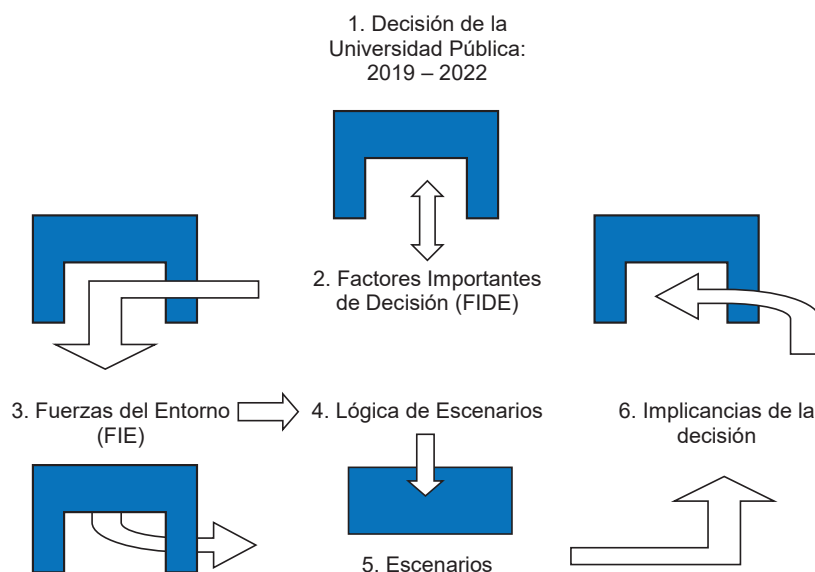 1. Decisión de la
Universidad Pública:
2019 – 2022
2. Factores Importantes
de Decisión (FIDE)
3. Fuerzas del Entorno
(FIE)
4. Lógica de Escenarios
6. Implicancias de la
decisión
5. Escenarios